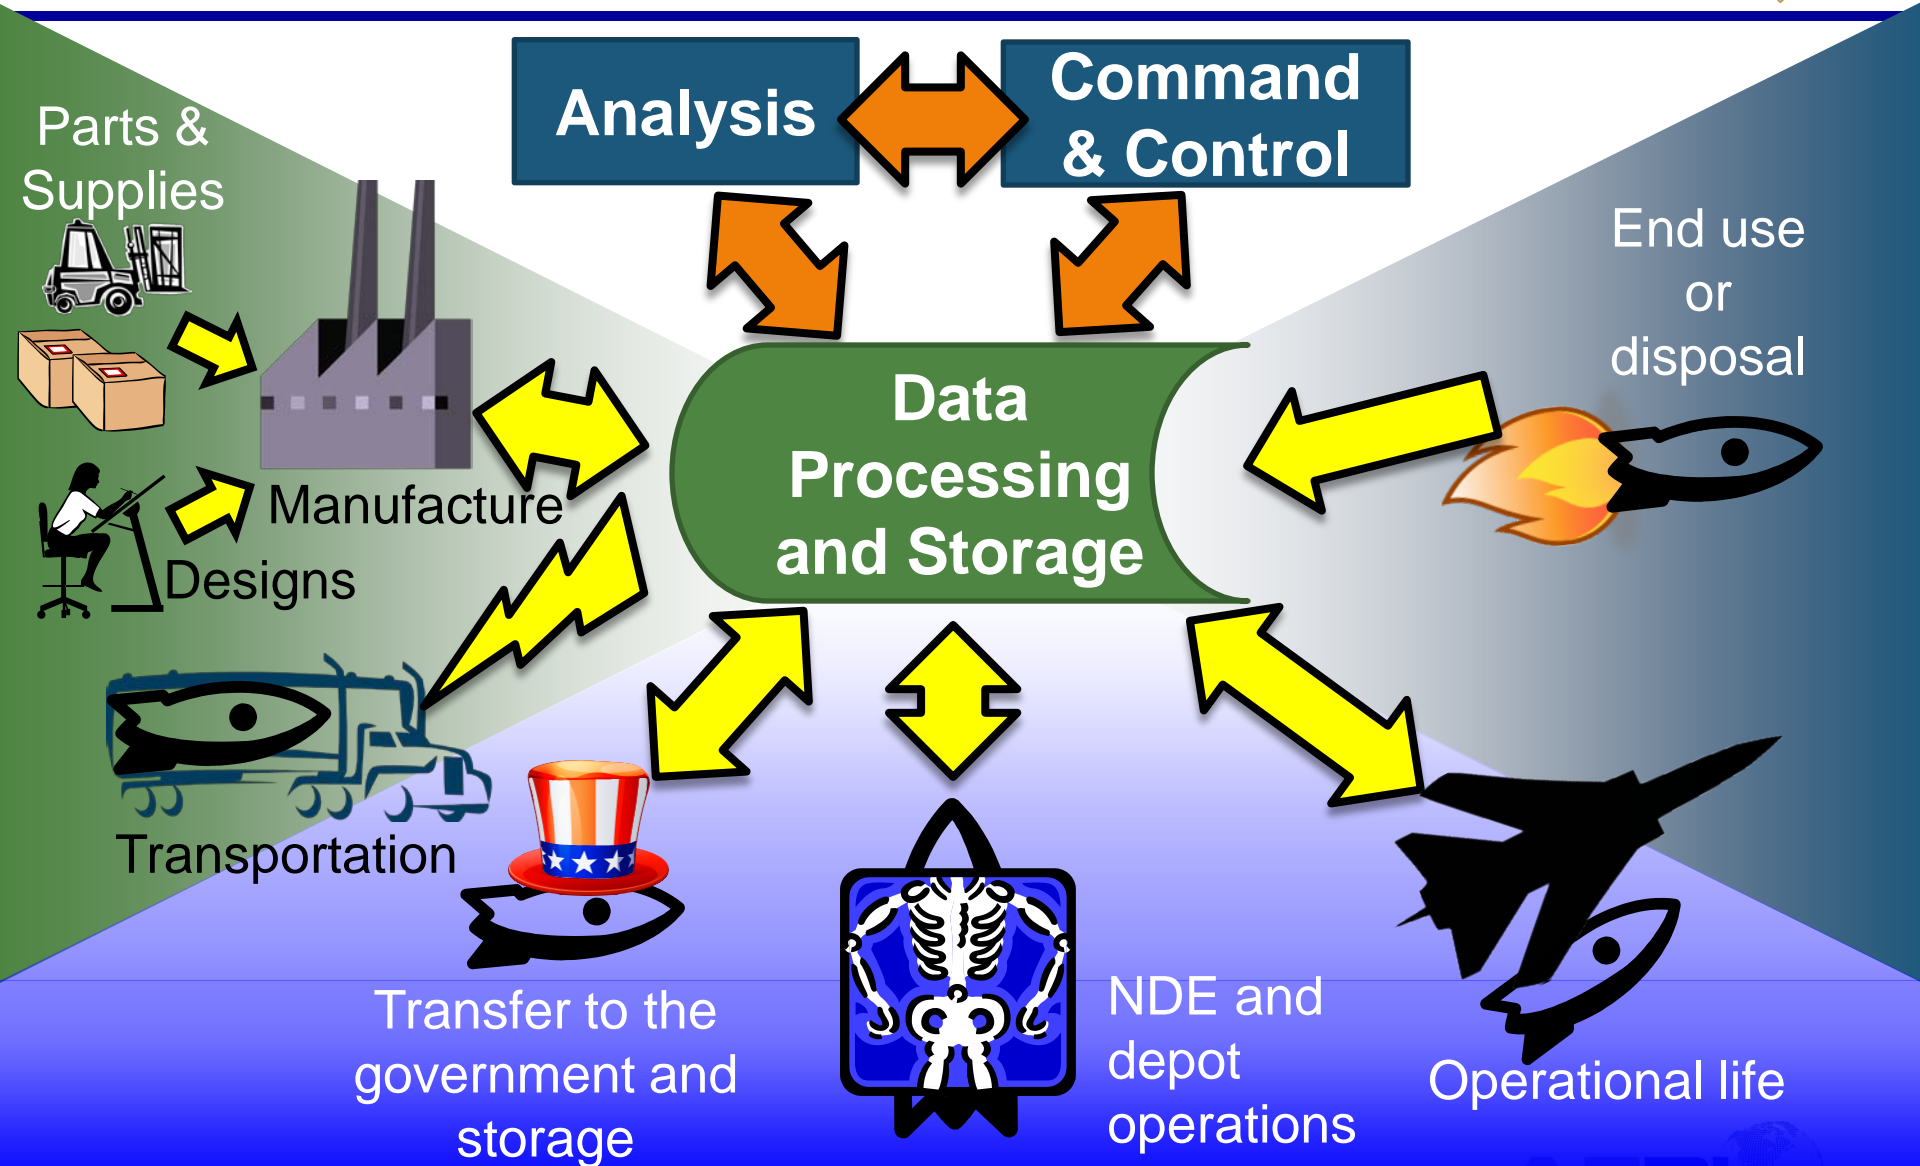 Analysis
Command
& Control
Parts &
Supplies
End use
or
disposal
Data
Processing
and Storage
Manufacture
Designs
Transportation
Transfer to the
government and
storage
NDE and
depot
operations
Operational life